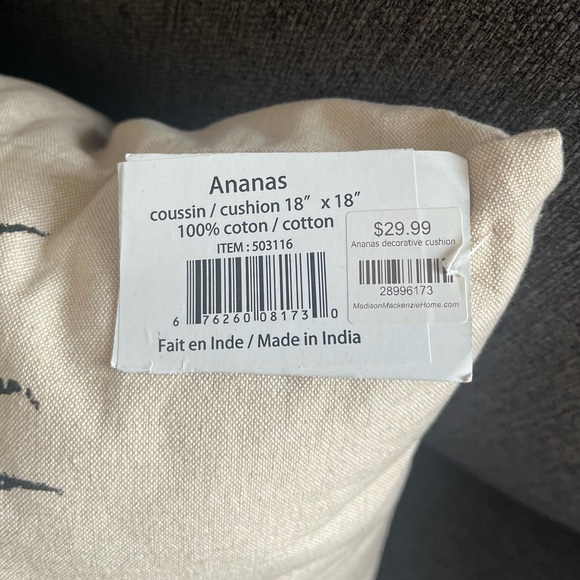 Ananas
coussin / cushion 18" x 18"
100% coton / cotton
ITEM : 503116
6 76260 08173 0
Fait en Inde / Made in India
$29.99
Ananas decorative cushion
28996173
MadisonMackenzieHome.com